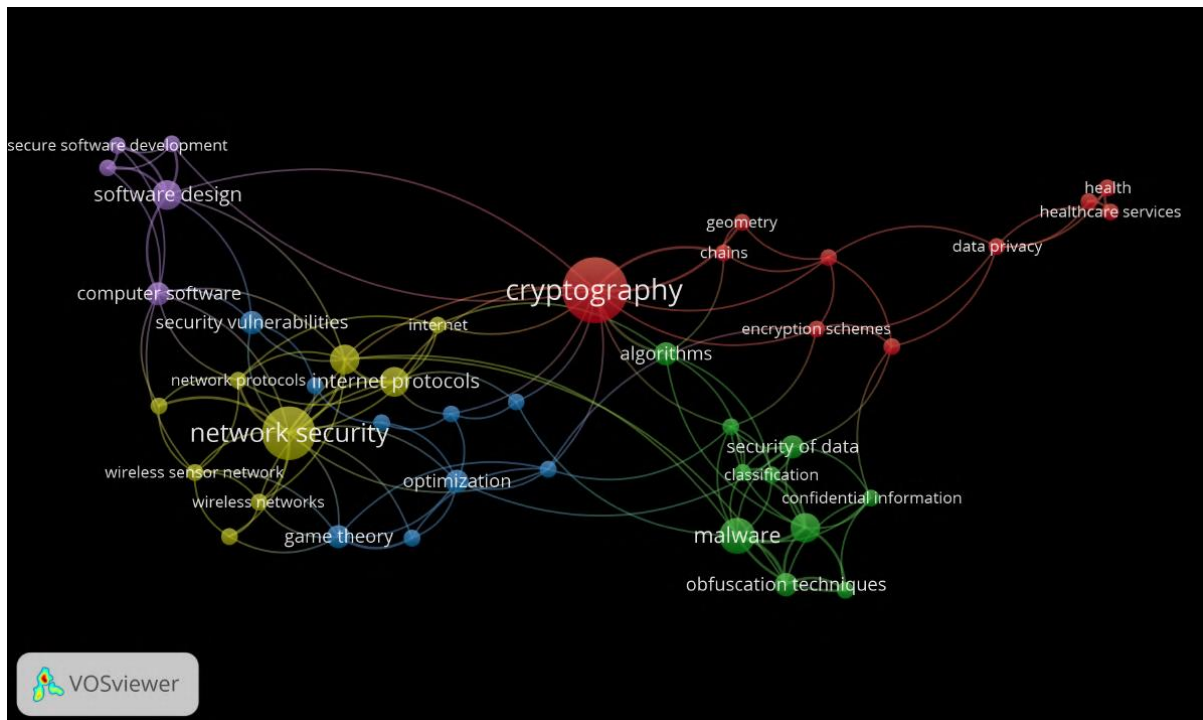 secure software development
software design
health
healthcare services
geometry
data privacy
chains
cryptography
computer software
security vulnerabilities
internet
encryption schemes
algorithms
network protocols
internet protocols
network security
security of data
wireless sensor network
optimization
classification
wireless networks
confidential information
game theory
malware
obfuscation techniques
VOSviewer